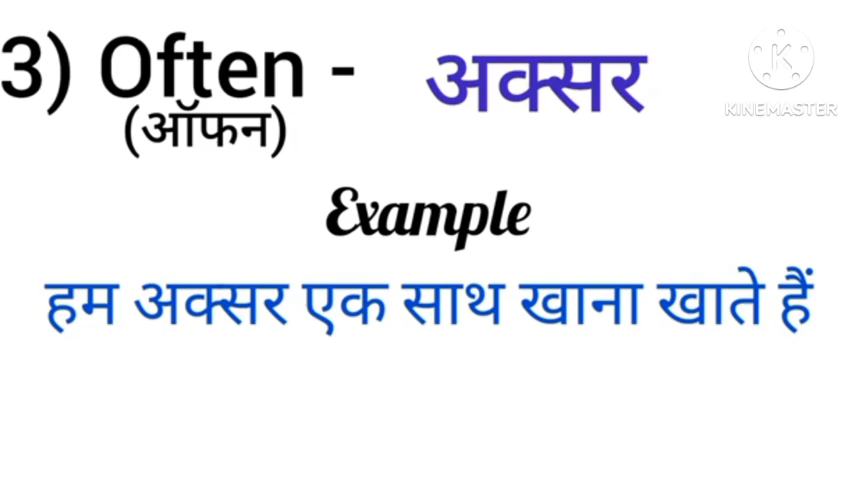 3) Often - अक्सर
(ऑफन)
KINEMASTER
Example
हम अक्सर एक साथ खाना खाते हैं